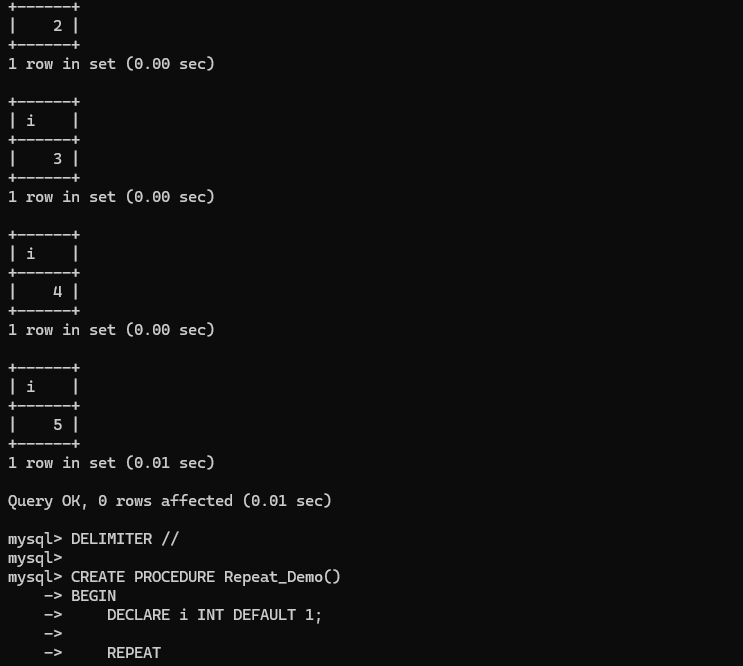 +------+
|    2 |
+------+
1 row in set (0.00 sec)

+------+
| i    |
+------+
|    3 |
+------+
1 row in set (0.00 sec)

+------+
| i    |
+------+
|    4 |
+------+
1 row in set (0.00 sec)

+------+
| i    |
+------+
|    5 |
+------+
1 row in set (0.01 sec)

Query OK, 0 rows affected (0.01 sec)

mysql> DELIMITER //
mysql>
mysql> CREATE PROCEDURE Repeat_Demo()
    -> BEGIN
    ->     DECLARE i INT DEFAULT 1;
    ->
    ->     REPEAT